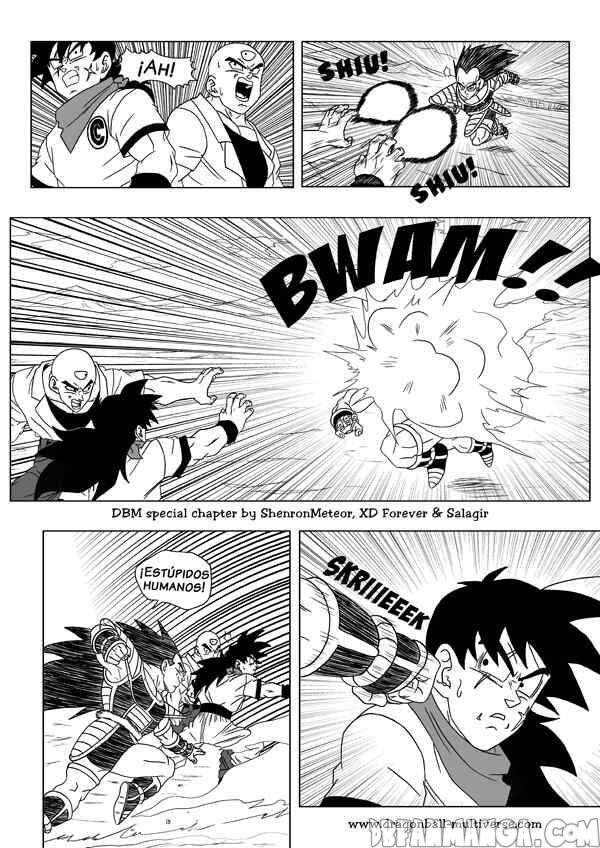 ¡AH!
SHIU!
SHIU!
BWAM!!
DBM special chapter by ShenronMeteor, XD Forever & Salagir
¡ESTÚPIDOS
HUMANOS!
SKRIIIEEEK
www.dragonball-multiverse.com
DBFANMANGA.COM